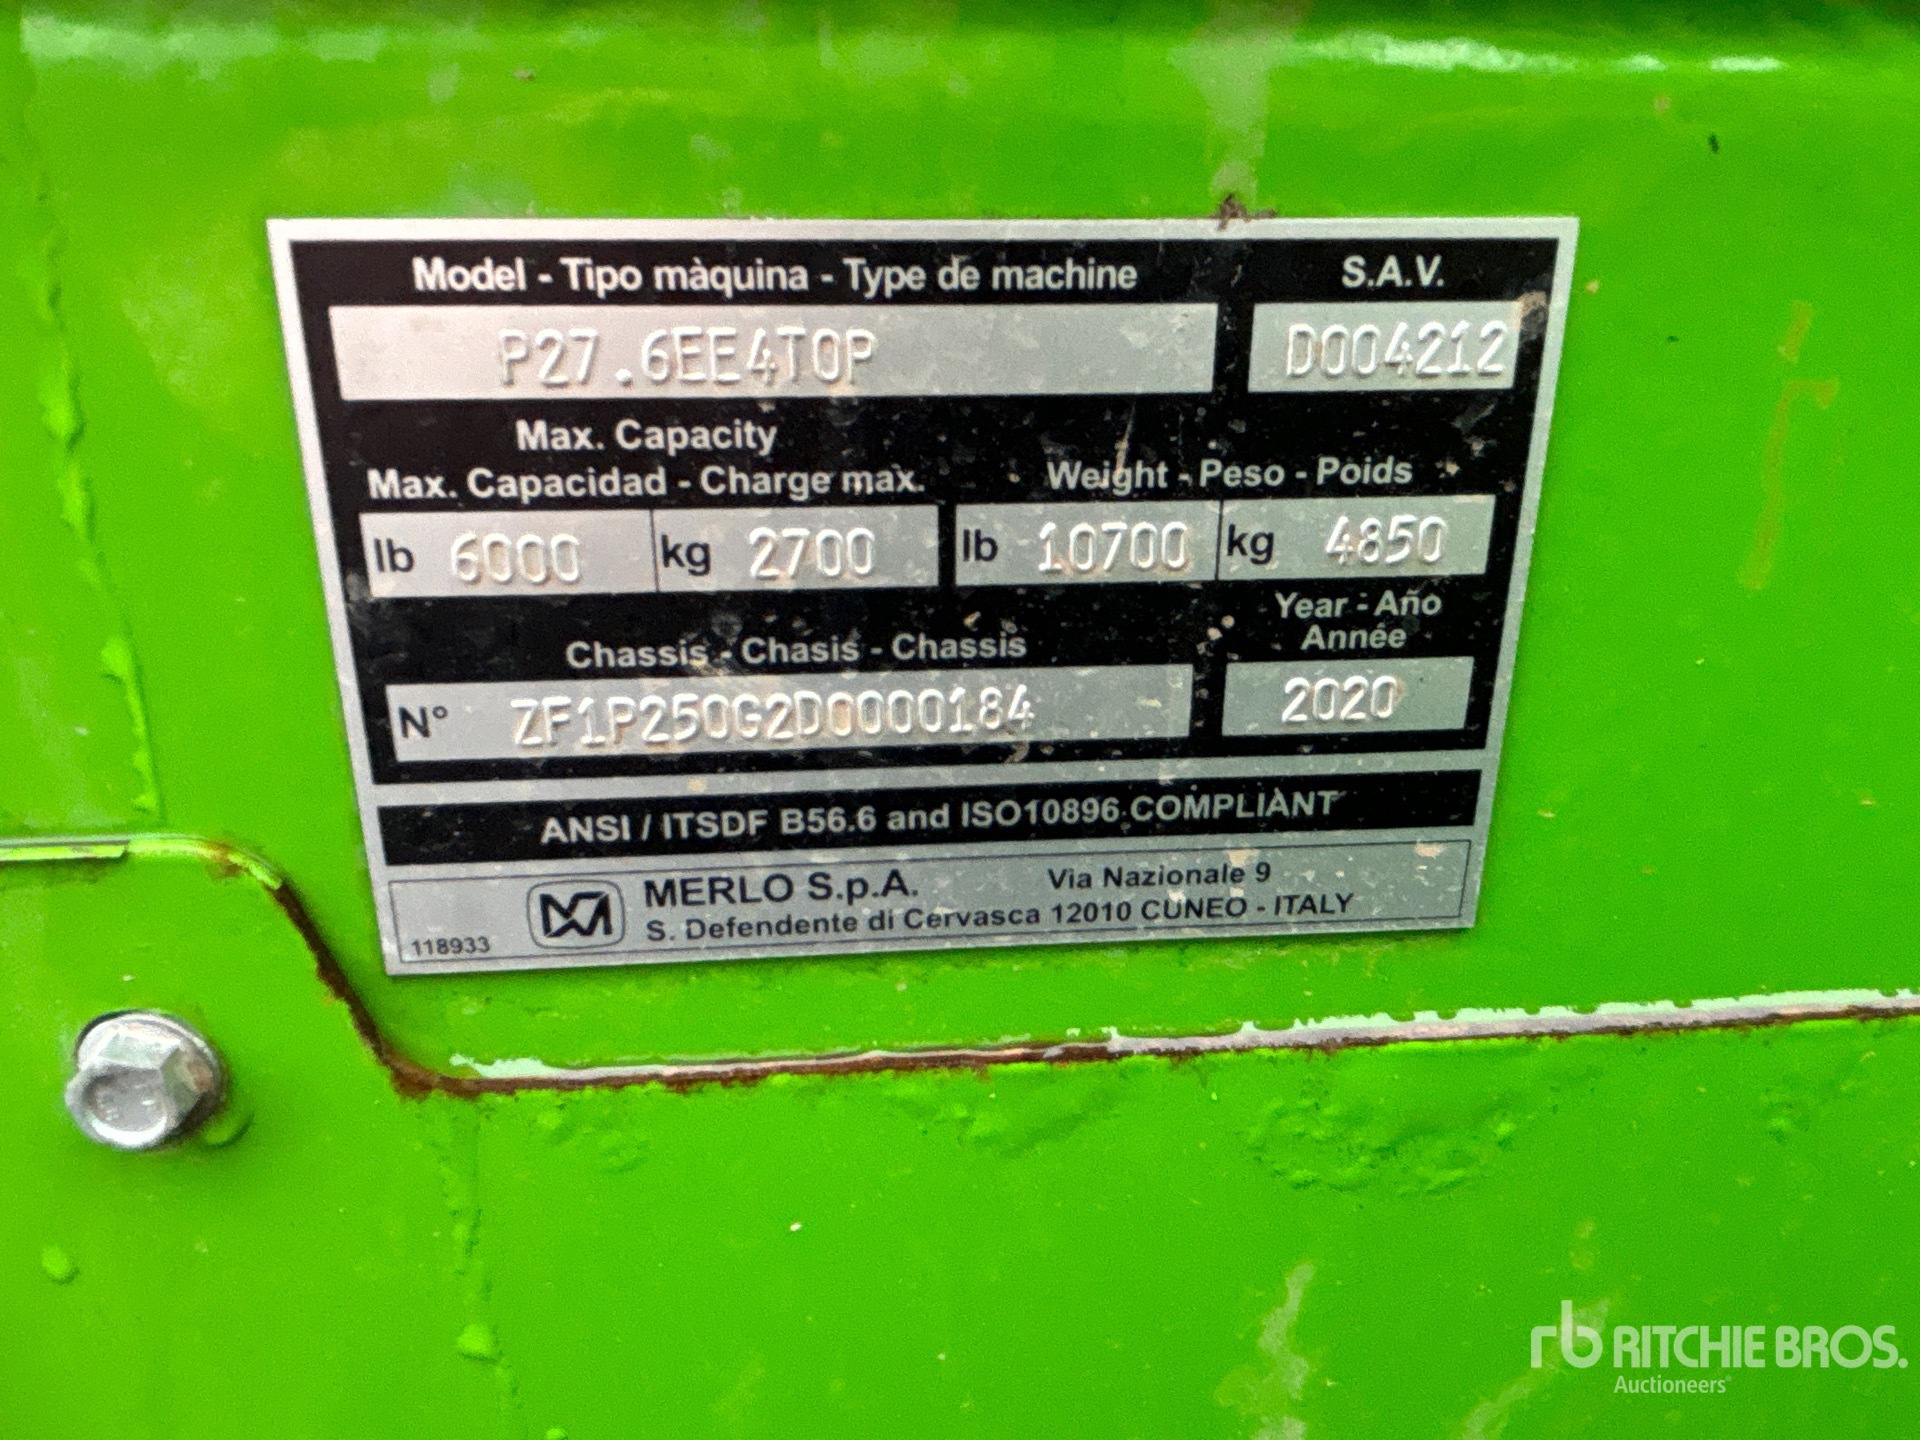 Model - Tipo màquina - Type de machine S.A.V.
P27.6EE4TOP D004212
Max. Capacity
Max. Capacidad - Charge max. Weight - Peso - Poids
lb 6000 kg 2700 lb 10700 kg 4850
Year - Año
Chassis - Chasis - Chassis Année
N° ZF1P250G2D0000184 2020
ANSI / ITSDF B56.6 and ISO10896 COMPLIANT
MERLO S.p.A. Via Nazionale 9
118933 S. Defendente di Cervasca 12010 CUNEO - ITALY
rb RITCHIE BROS.
Auctioneers